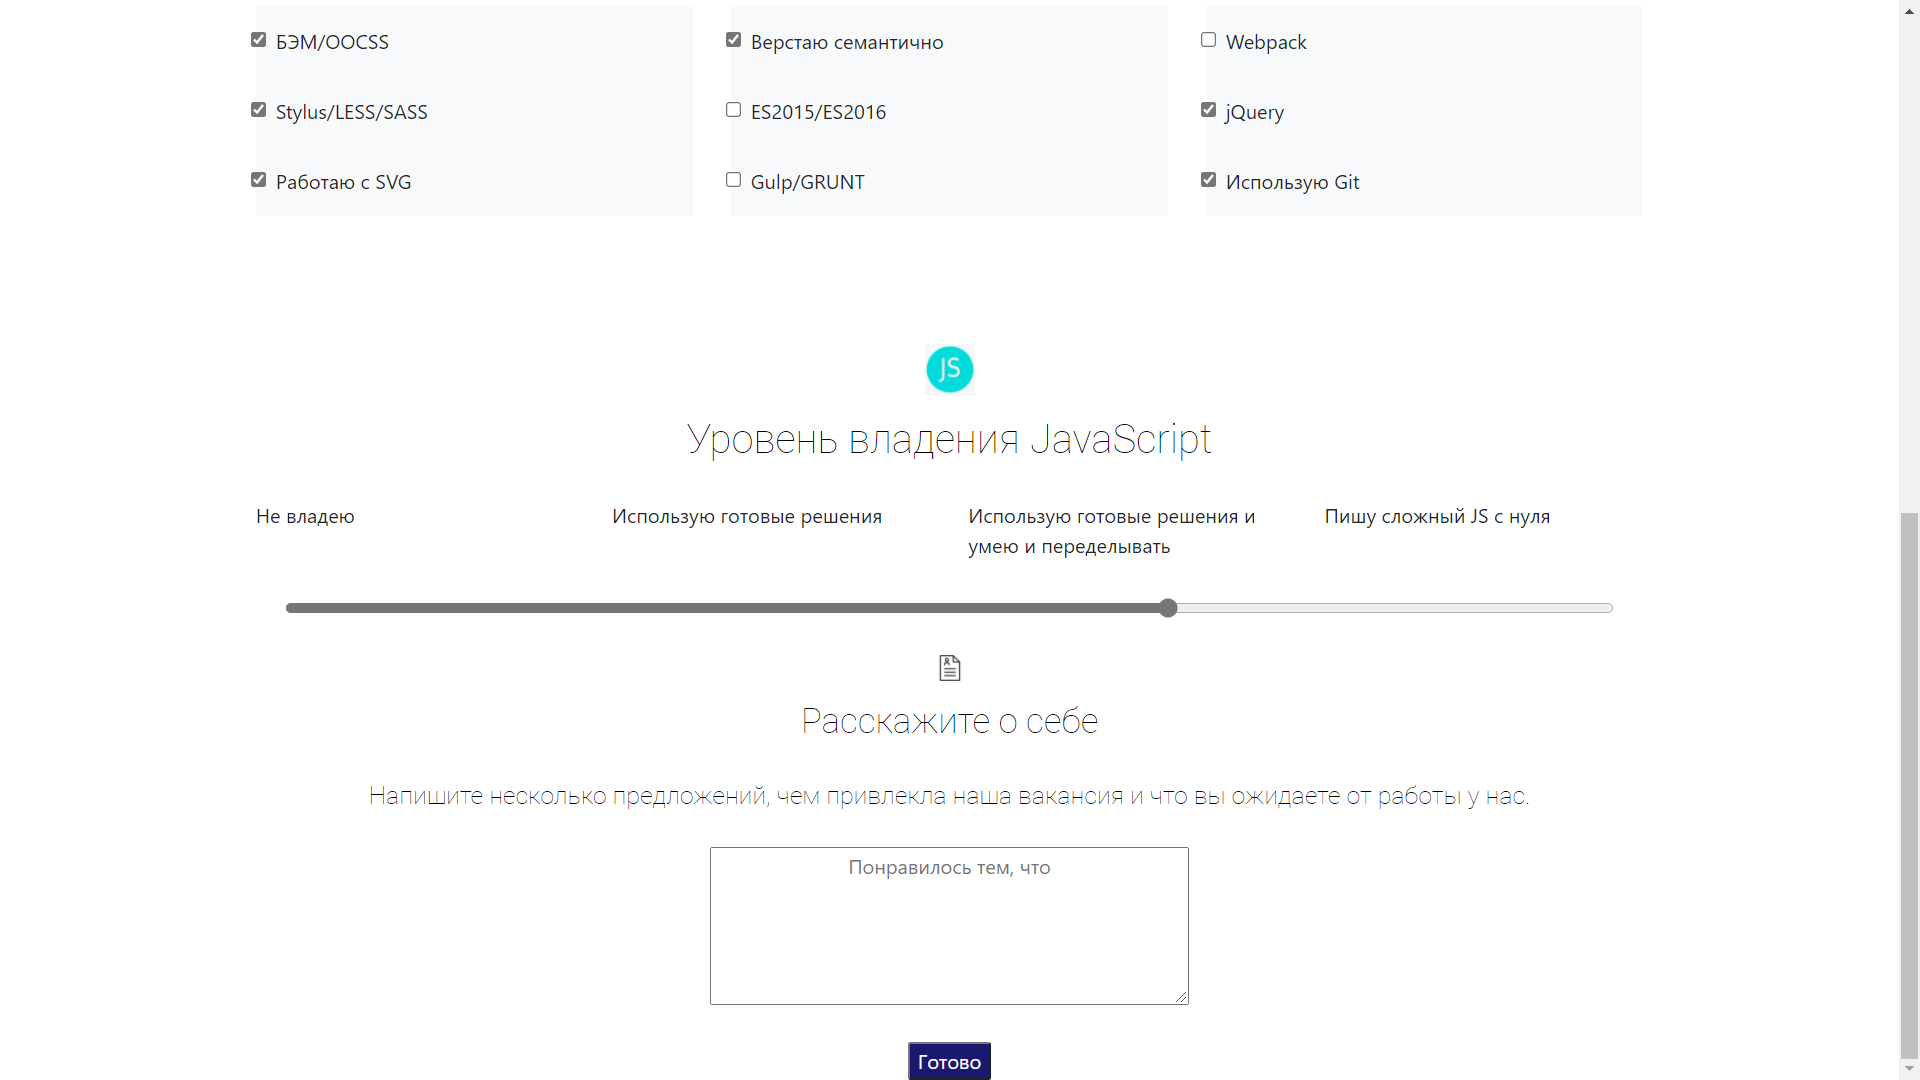 БЭМ/OOCSS
Верстаю семантично
Webpack
Stylus/LESS/SASS
ES2015/ES2016
jQuery
Работаю с SVG
Gulp/GRUNT
Использую Git
JS
Уровень владения JavaScript
Не владею
Использую готовые решения
Использую готовые решения и
умею и переделывать
Пишу сложный JS с нуля
Расскажите о себе
Напишите несколько предложений, чем привлекла наша вакансия и что вы ожидаете от работы у нас.
Понравилось тем, что
Готово